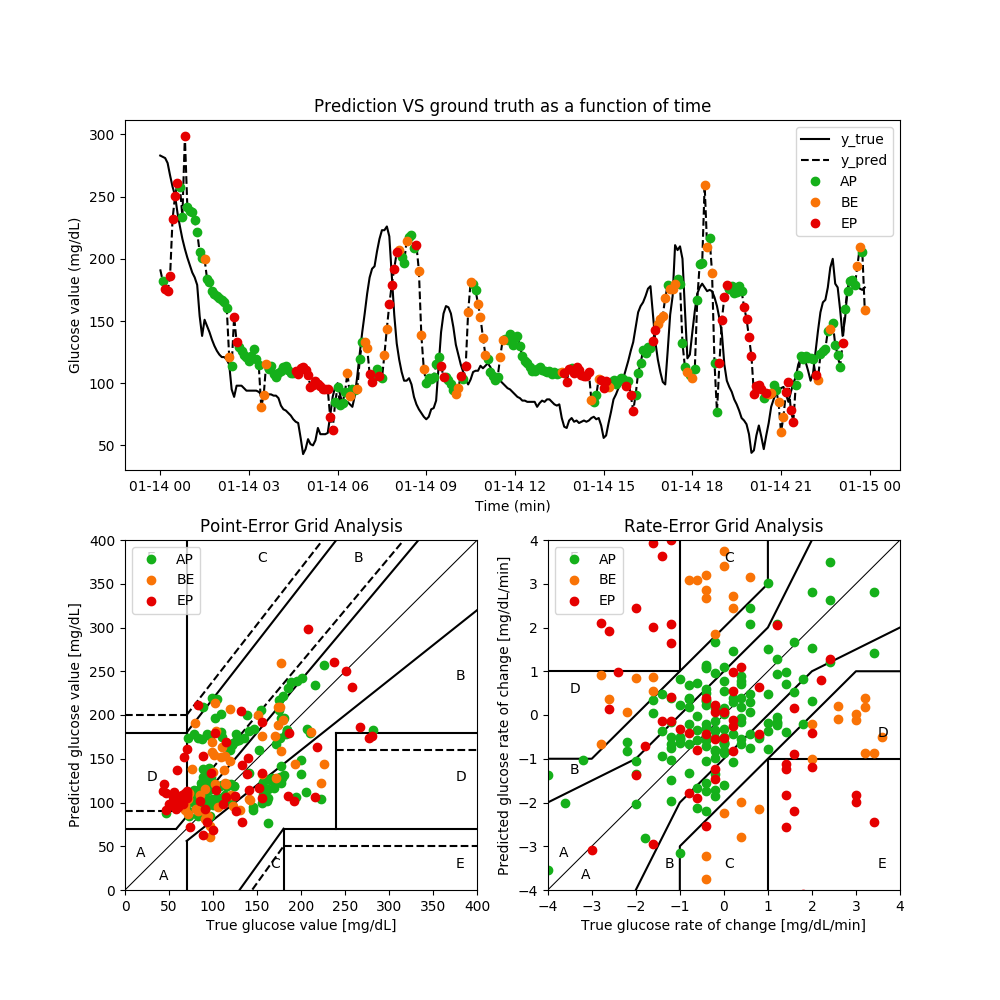 Prediction VS ground truth as a function of time
Glucose value (mg/dL)
300
250
200
150
100
50
y_true
y_pred
AP
BE
EP
01-14 00 01-14 03 01-14 06 01-14 09 01-14 12 01-14 15 01-14 18 01-14 21 01-15 00
Time (min)
Point-Error Grid Analysis
Predicted glucose value [mg/dL]
400
350
300
250
200
150
100
50
0
AP
BE
EP
C
B
B
D
D
A
A
C
E
0 50 100 150 200 250 300 350 400
True glucose value [mg/dL]
Rate-Error Grid Analysis
Predicted glucose rate of change [mg/dL/min]
4
3
2
1
0
−1
−2
−3
−4
AP
BE
EP
C
D
D
B
A
A
B
C
E
−4 −3 −2 −1 0 1 2 3 4
True glucose rate of change [mg/dL/min]